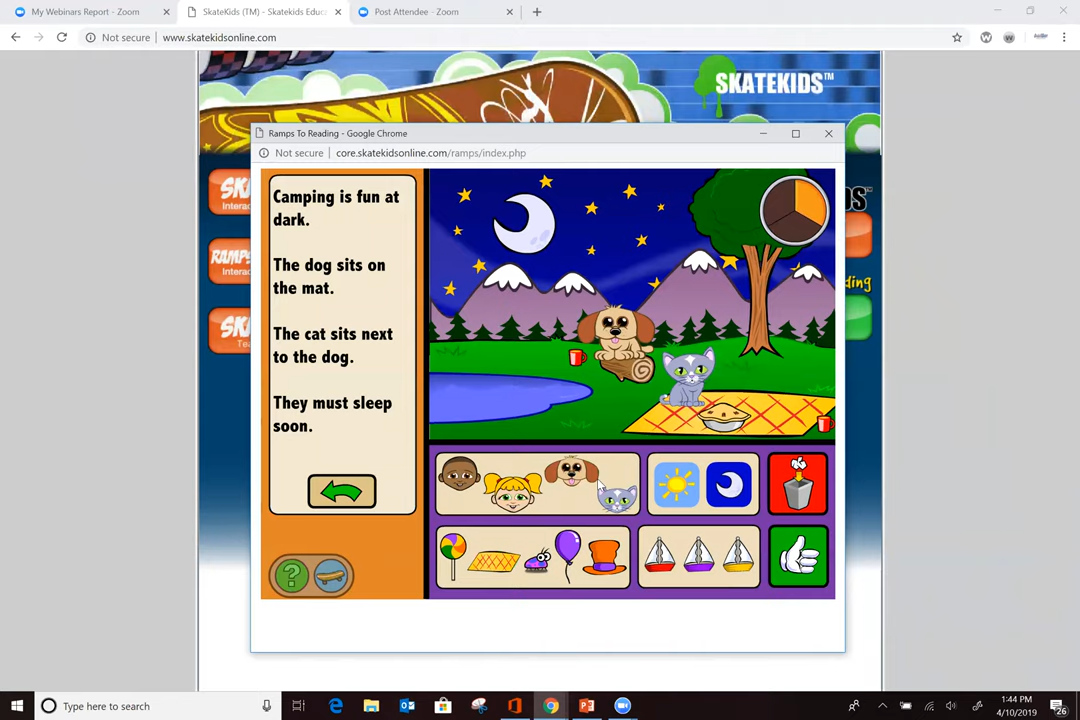 My Webinars Report - Zoom
SkateKids (TM) - Skatekids Educ
Post Attendee - Zoom
Not secure
www.skatekidsonline.com
SKATEKIDS™
Ramps To Reading - Google Chrome
Not secure
core.skatekidsonline.com/ramps/index.php
Camping is fun at
dark.
The dog sits on
the mat.
The cat sits next
to the dog.
They must sleep
soon.
?
Type here to search
1:44 PM
4/10/2019
26